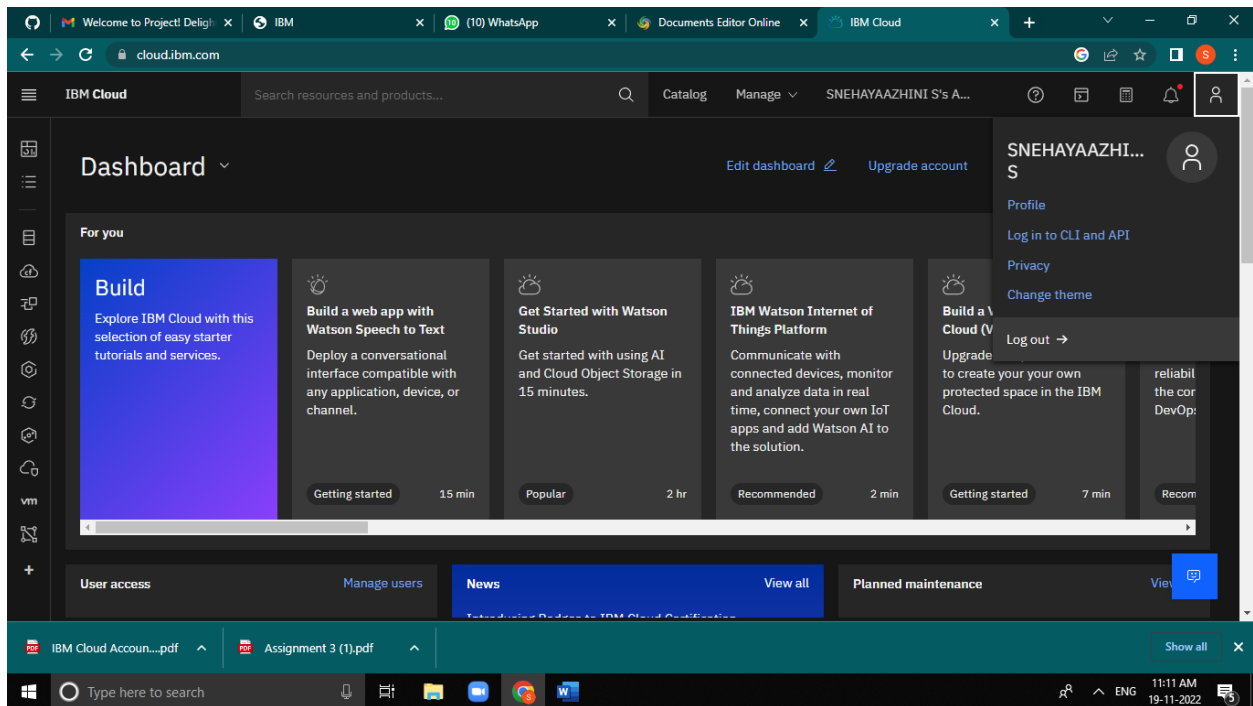 Welcome to Project! Deligh
IBM
(10) WhatsApp
Documents Editor Online
IBM Cloud
cloud.ibm.com
S
IBM Cloud
Search resources and products...
Catalog
Manage
SNEHAYAAZHINI S's A...
SNEHAYAAZHI...
S
Profile
Log in to CLI and API
Privacy
Change theme
Log out →
Dashboard
Edit dashboard
Upgrade account
For you
Build
Explore IBM Cloud with this
selection of easy starter
tutorials and services.
Build a web app with
Watson Speech to Text
Deploy a conversational
interface compatible with
any application, device, or
channel.
Getting started
15 min
Get Started with Watson
Studio
Get started with using AI
and Cloud Object Storage in
15 minutes.
Popular
2 hr
IBM Watson Internet of
Things Platform
Communicate with
connected devices, monitor
and analyze data in real
time, connect your own IoT
apps and add Watson AI to
the solution.
Recommended
2 min
Build a V
Cloud (V
Upgrade
to create your your own
protected space in the IBM
Cloud.
Getting started
7 min
reliabil
the cor
DevOp
Recom
vm
User access
Manage users
News
View all
Planned maintenance
Vie
Introducing Badges to IBM Cloud Certification
IBM Cloud Accoun....pdf
Assignment 3 (1).pdf
Show all
Type here to search
ENG
11:11 AM
19-11-2022
5